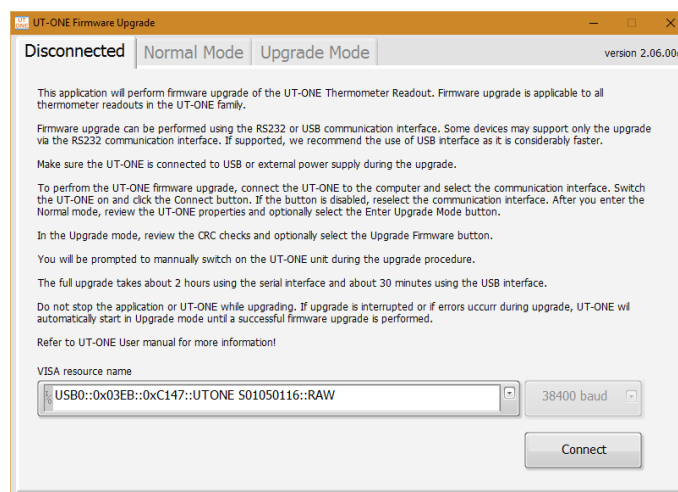 UT
ONE
UT-ONE Firmware Upgrade
Disconnected
Normal Mode
Upgrade Mode
version 2.06.00
This application will perform firmware upgrade of the UT-ONE Thermometer Readout. Firmware upgrade is applicable to all
thermometer readouts in the UT-ONE family.
Firmware upgrade can be performed using the RS232 or USB communication interface. Some devices may support only the upgrade
via the RS232 communication interface. If supported, we recommend the use of USB interface as it is considerably faster.
Make sure the UT-ONE is connected to USB or external power supply during the upgrade.
To perfrom the UT-ONE firmware upgrade, connect the UT-ONE to the computer and select the communication interface. Switch
the UT-ONE on and click the Connect button. If the button is disabled, reselect the communication interface. After you enter the
Normal mode, review the UT-ONE properties and optionally select the Enter Upgrade Mode button.
In the Upgrade mode, review the CRC checks and optionally select the Upgrade Firmware button.
You will be prompted to mannually switch on the UT-ONE unit during the upgrade procedure.
The full upgrade takes about 2 hours using the serial interface and about 30 minutes using the USB interface.
Do not stop the application or UT-ONE while upgrading. If upgrade is interrupted or if errors uccurr during upgrade, UT-ONE wil
automatically start in Upgrade mode until a successful firmware upgrade is performed.
Refer to UT-ONE User manual for more information!
VISA resource name
I/O
USB0::0x03EB::0xC147::UTONE S01050116::RAW
38400 baud
Connect